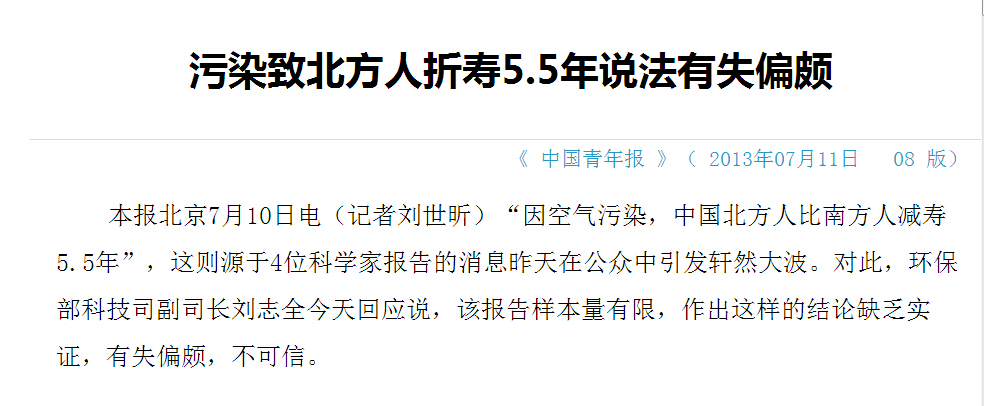 污染致北方人折寿5.5年说法有失偏颇
《 中国青年报 》（ 2013年07月11日 08 版）
本报北京7月10日电（记者刘世昕）“因空气污染，中国北方人比南方人减寿
5.5年”，这则源于4位科学家报告的消息昨天在公众中引发轩然大波。对此，环保
部科技司副司长刘志全今天回应说，该报告样本量有限，作出这样的结论缺乏实
证，有失偏颇，不可信。